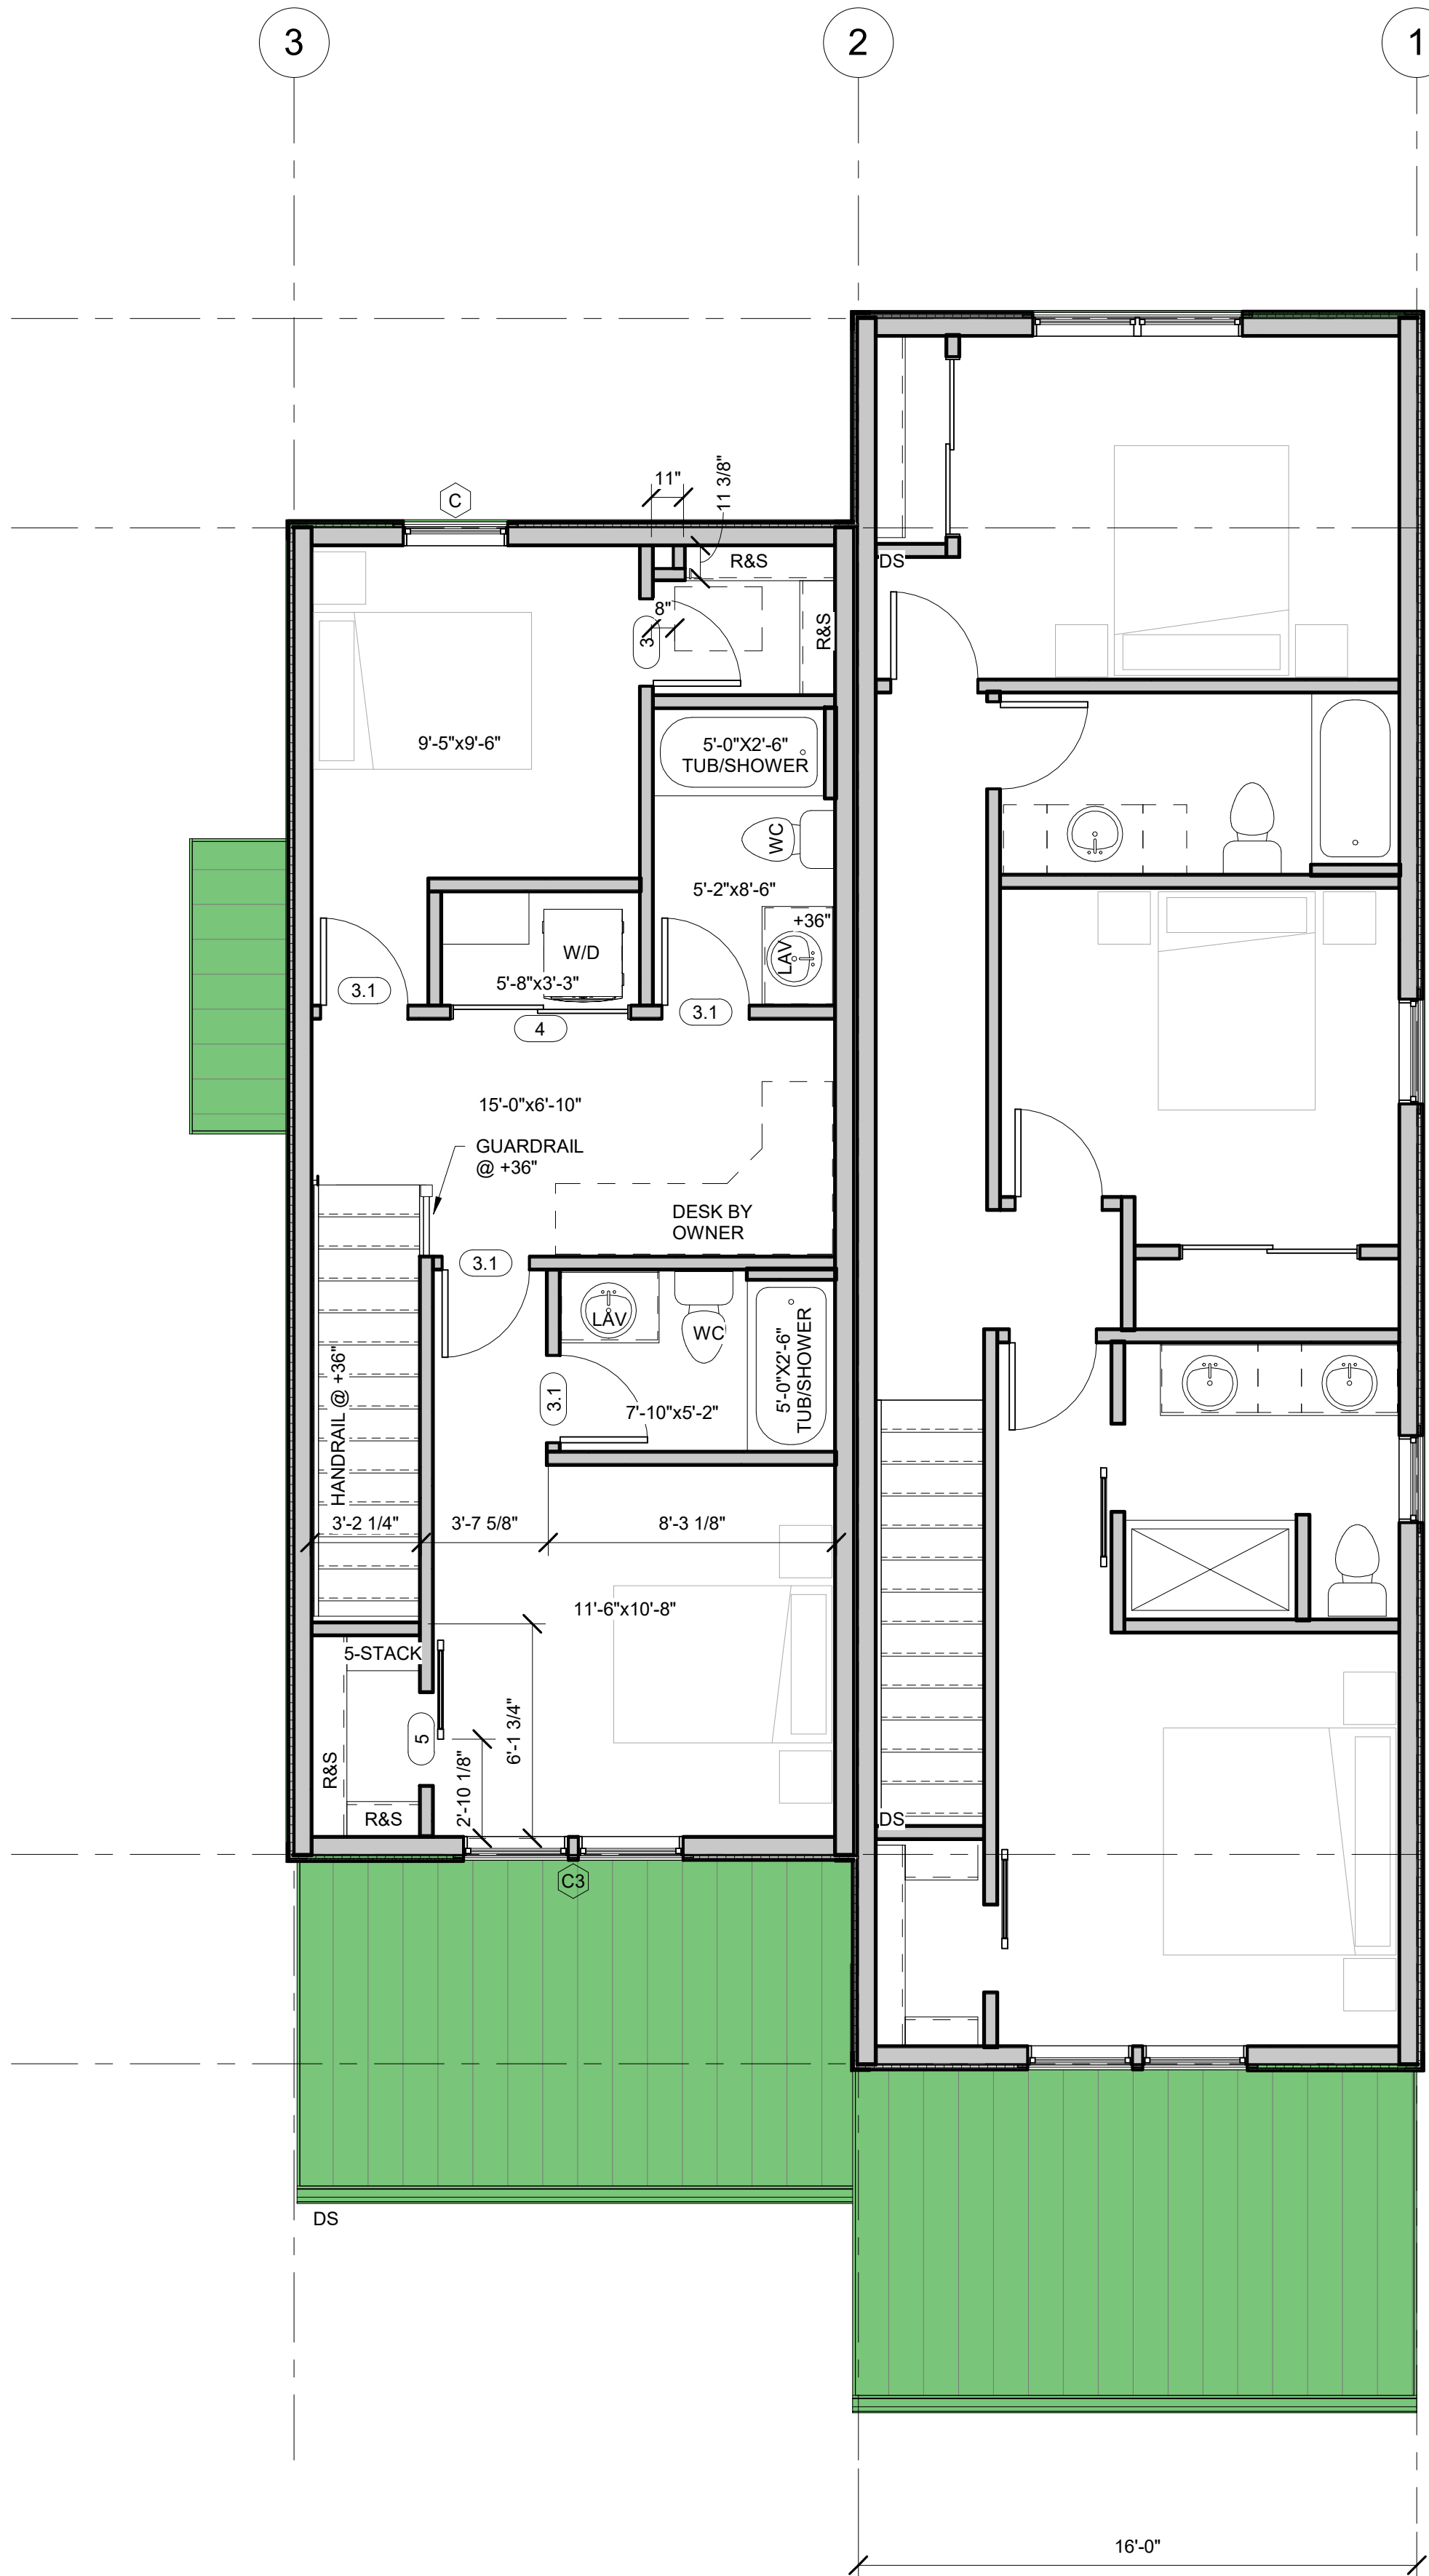 3
2
1
11"
11 3/8"
C
R&S
DS
8"
3
R&S
9'-5"x9'-6"
5'-0"X2'-6"
TUB/SHOWER
WC
5'-2"x8'-6"
+36"
LAV
W/D
5'-8"x3'-3"
3.1
4
3.1
15'-0"x6'-10"
GUARDRAIL
@ +36"
DESK BY
OWNER
3.1
LAV
WC
5'-0"X2'-6"
TUB/SHOWER
HANDRAIL @ +36"
3.1
7'-10"x5'-2"
3'-2 1/4"
3'-7 5/8"
8'-3 1/8"
11'-6"x10'-8"
5-STACK
6'-1 3/4"
5
R&S
2'-10 1/8"
R&S
DS
C3
DS
16'-0"